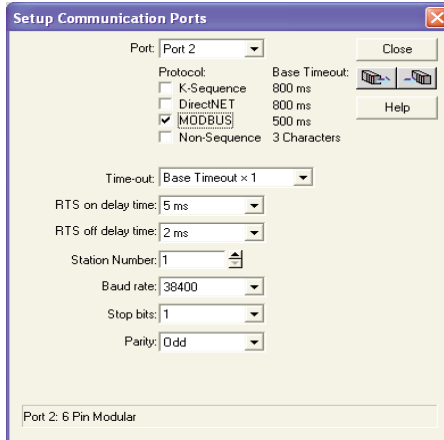 Setup Communication Ports
Port: Port 2 Close
Protocol: Base Timeout:
K-Sequence 800 ms
DirectNET 800 ms Help
MODBUS 500 ms
Non-Sequence 3 Characters
Time-out: Base Timeout × 1
RTS on delay time: 5 ms
RTS off delay time: 2 ms
Station Number: 1
Baud rate: 38400
Stop bits: 1
Parity: Odd
Port 2: 6 Pin Modular